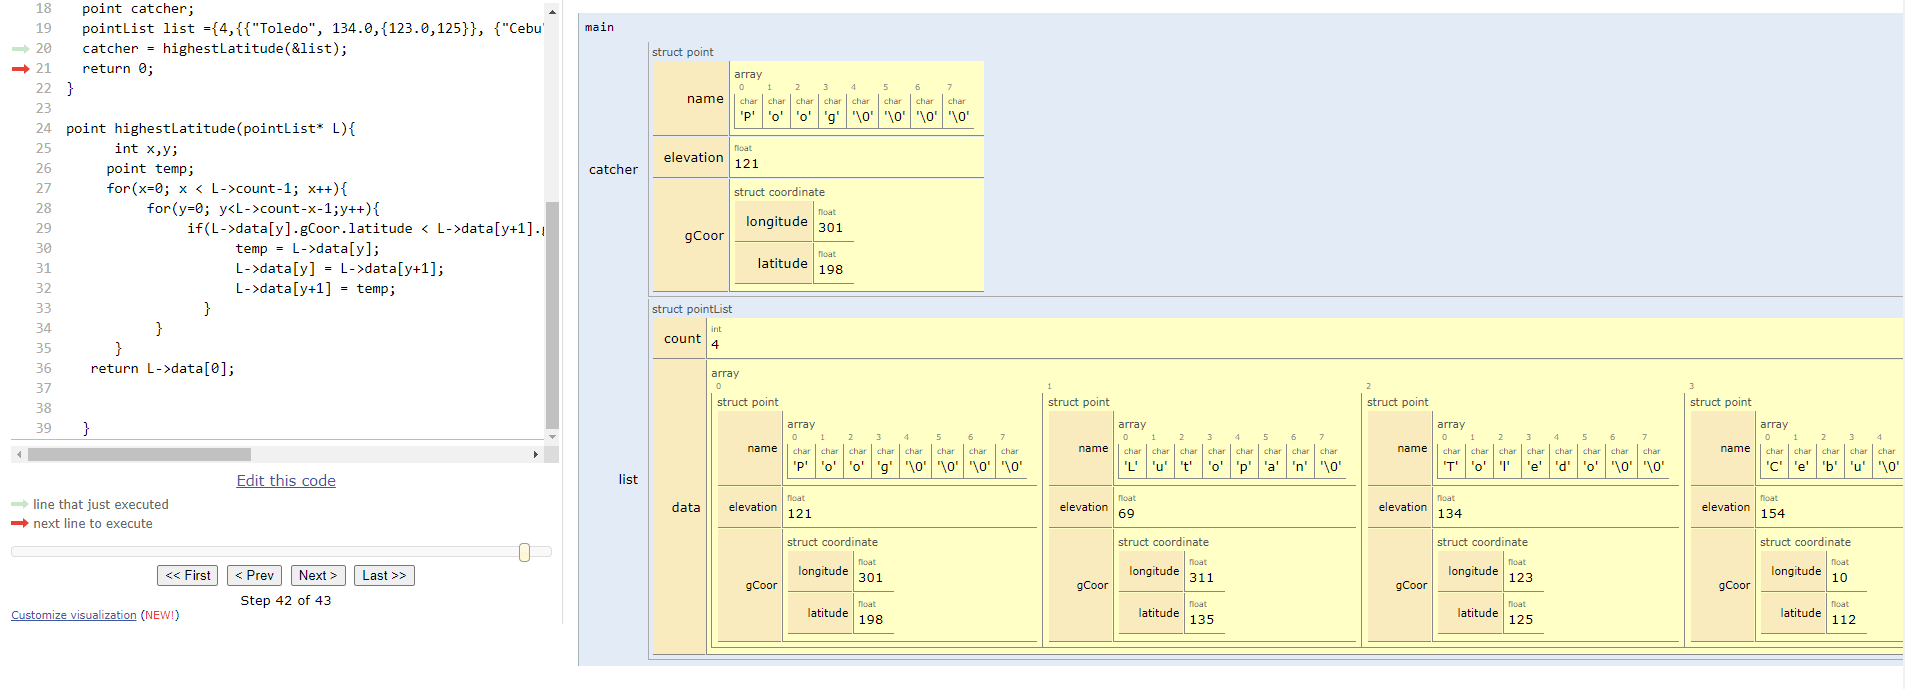 18 point catcher;
19 pointList list ={4,{{"Toledo", 134.0,{123.0,125}}, {"Cebu"
20 catcher = highestLatitude(&list);
21 return 0;
22 }
23
24 point highestLatitude(pointList* L){
25 int x,y;
26 point temp;
27 for(x=0; x < L->count-1; x++){
28 for(y=0; y<L->count-x-1;y++){
29 if(L->data[y].gCoor.latitude < L->data[y+1].g
30 temp = L->data[y];
31 L->data[y] = L->data[y+1];
32 L->data[y+1] = temp;
33 }
34 }
35 }
36 return L->data[0];
37
38
39 }
Edit this code
line that just executed
next line to execute
<< First < Prev Next > Last >>
Step 42 of 43
Customize visualization (NEW!)
main
catcher
struct point
name
array
0 1 2 3 4 5 6 7
char char char char char char char char
'P' 'o' 'o' 'g' '\0' '\0' '\0' '\0'
elevation
float
121
gCoor
struct coordinate
longitude
float
301
latitude
float
198
list
struct pointList
count
int
4
data
array
0
struct point
name
array
0 1 2 3 4 5 6 7
char char char char char char char char
'P' 'o' 'o' 'g' '\0' '\0' '\0' '\0'
elevation
float
121
gCoor
struct coordinate
longitude
float
301
latitude
float
198
1
struct point
name
array
0 1 2 3 4 5 6 7
char char char char char char char char
'L' 'u' 't' 'o' 'p' 'a' 'n' '\0'
elevation
float
69
gCoor
struct coordinate
longitude
float
311
latitude
float
135
2
struct point
name
array
0 1 2 3 4 5 6 7
char char char char char char char char
'T' 'o' 'l' 'e' 'd' 'o' '\0' '\0'
elevation
float
134
gCoor
struct coordinate
longitude
float
123
latitude
float
125
3
struct point
name
array
0 1 2 3 4
char char char char char
'C' 'e' 'b' 'u' '\0'
elevation
float
154
gCoor
struct coordinate
longitude
float
10
latitude
float
112